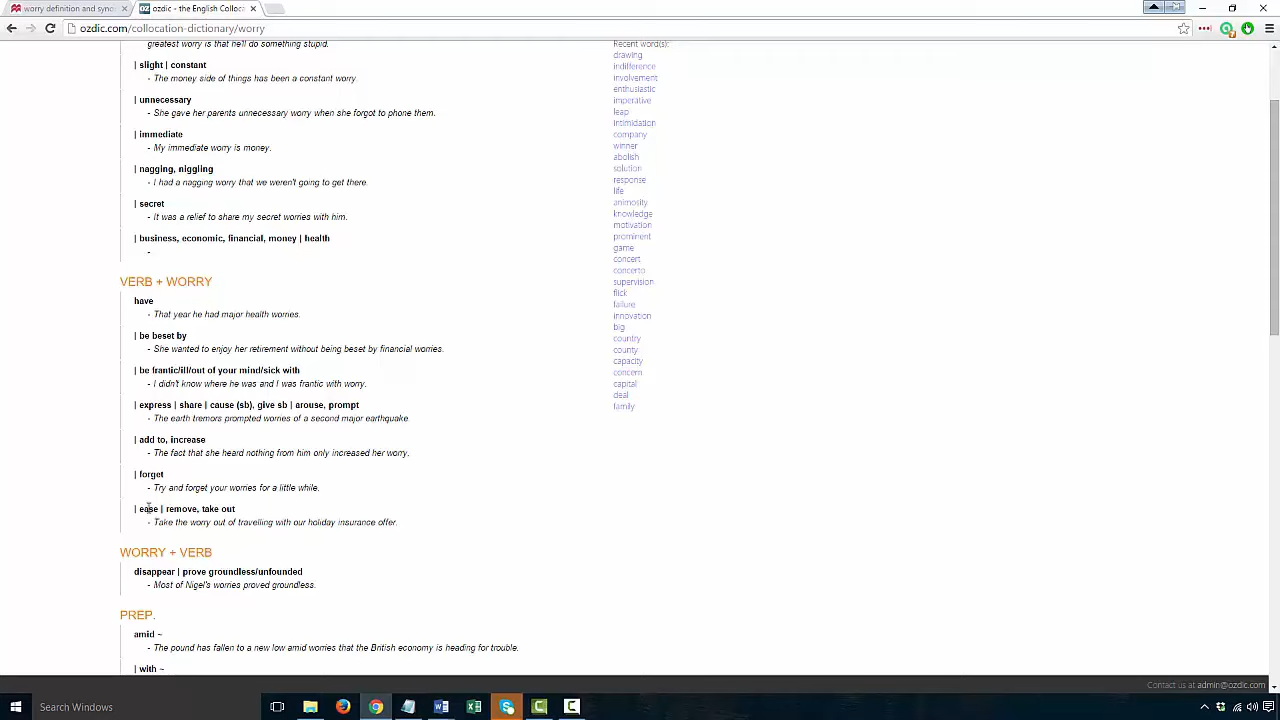 worry definition and syno
ozdic - the English Colloc
ozdic.com/collocation-dictionary/worry
greatest worry is that he'll do something stupid.
| slight | constant
- The money side of things has been a constant worry.
| unnecessary
- She gave her parents unnecessary worry when she forgot to phone them.
| immediate
- My immediate worry is money.
| nagging, niggling
- I had a nagging worry that we weren't going to get there.
| secret
- It was a relief to share my secret worries with him.
| business, economic, financial, money | health
-
VERB + WORRY
have
- That year he had major health worries.
| be beset by
- She wanted to enjoy her retirement without being beset by financial worries.
| be frantic/ill/out of your mind/sick with
- I didn't know where he was and I was frantic with worry.
| express | share | cause (sb), give sb | arouse, prompt
- The earth tremors prompted worries of a second major earthquake.
| add to, increase
- The fact that she heard nothing from him only increased her worry.
| forget
- Try and forget your worries for a little while.
| ease | remove, take out
- Take the worry out of travelling with our holiday insurance offer.
WORRY + VERB
disappear | prove groundless/unfounded
- Most of Nigel's worries proved groundless.
PREP.
amid ~
- The pound has fallen to a new low amid worries that the British economy is heading for trouble.
| with ~
Recent word(s):
drawing
indifference
involvement
enthusiastic
imperative
leap
intimidation
company
winner
abolish
solution
response
life
animosity
knowledge
motivation
prominent
game
concert
concerto
supervision
flick
failure
innovation
big
country
county
capacity
concern
capital
deal
family
Contact us at admin@ozdic.com
Search Windows